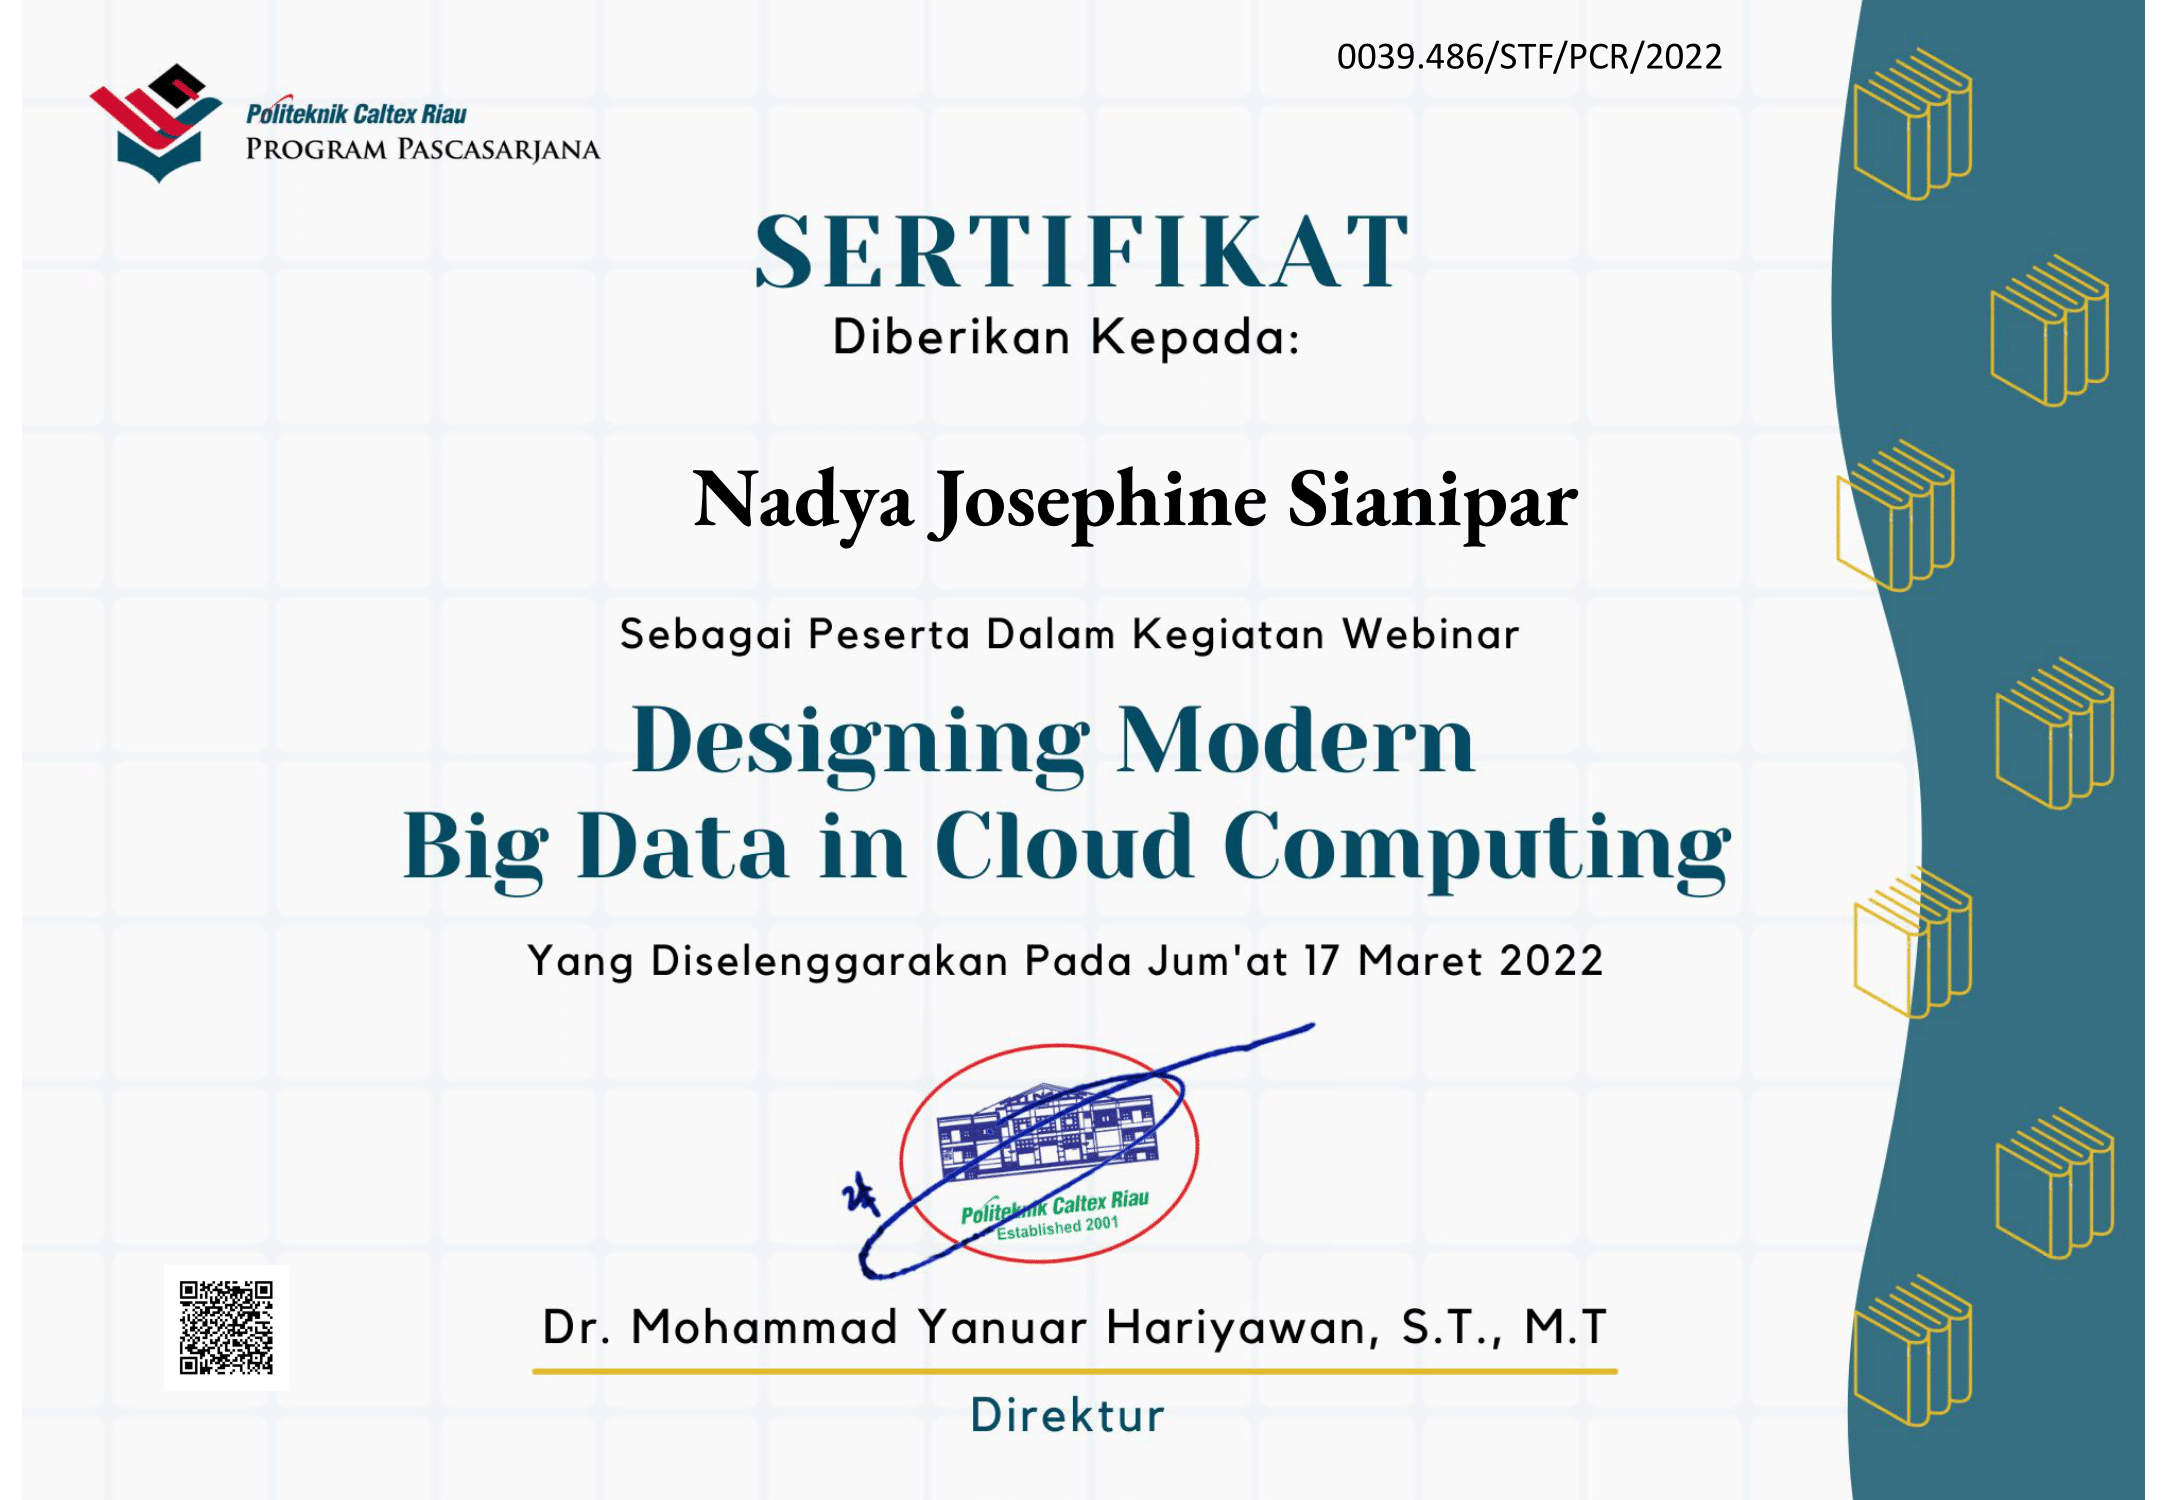 0039.486/STF/PCR/2022
Politeknik Caltex Riau
PROGRAM PASCASARJANA
SERTIFIKAT
Diberikan Kepada:
Nadya Josephine Sianipar
Sebagai Peserta Dalam Kegiatan Webinar
Designing Modern
Big Data in Cloud Computing
Yang Diselenggarakan Pada Jum'at 17 Maret 2022
Politeknik Caltex Riau
Established 2001
Dr. Mohammad Yanuar Hariyawan, S.T., M.T
Direktur